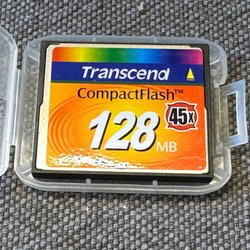 Transcend
CompactFlash™
45x
128 MB